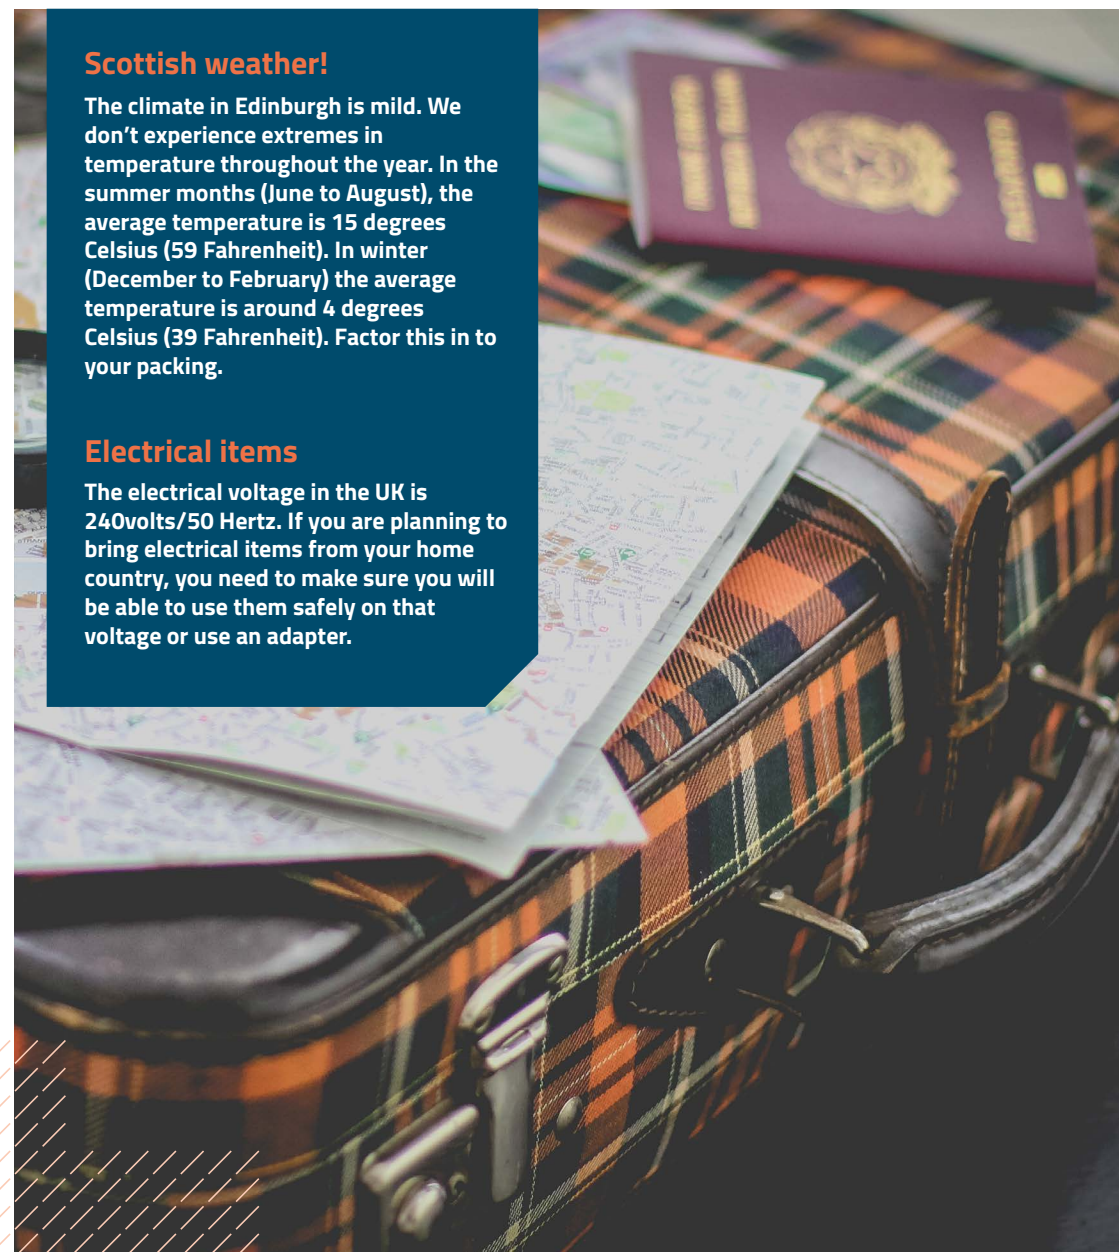 Scottish weather!
The climate in Edinburgh is mild. We
don’t experience extremes in
temperature throughout the year. In the
summer months (June to August), the
average temperature is 15 degrees
Celsius (59 Fahrenheit). In winter
(December to February) the average
temperature is around 4 degrees
Celsius (39 Fahrenheit). Factor this in to
your packing.
Electrical items
The electrical voltage in the UK is
240volts/50 Hertz. If you are planning to
bring electrical items from your home
country, you need to make sure you will
be able to use them safely on that
voltage or use an adapter.